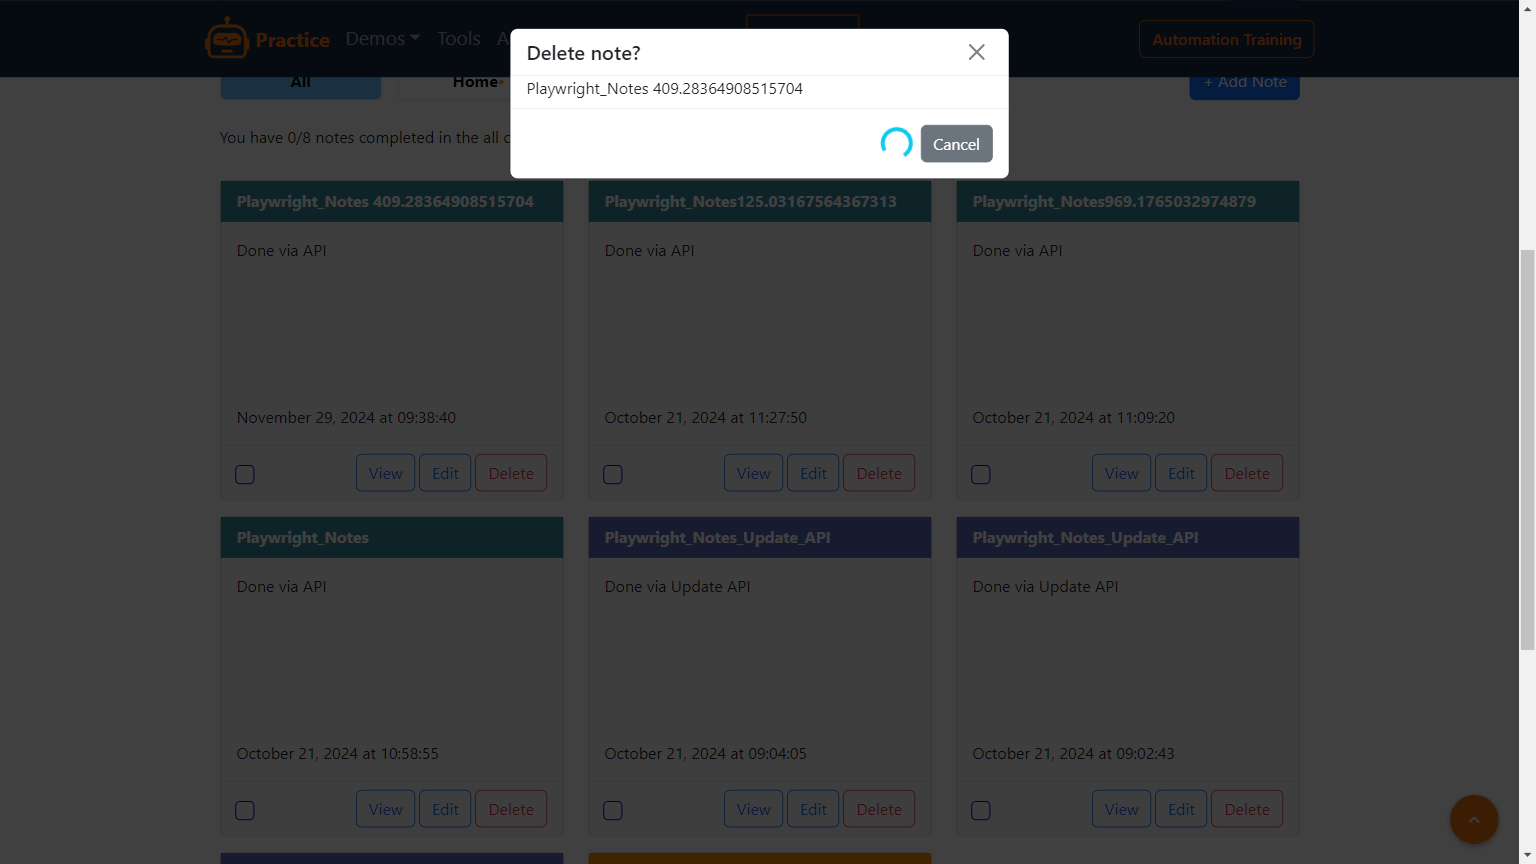 Practice Demos Tools A
Automation Training
Delete note?
Playwright_Notes 409.28364908515704
Cancel
All
Home
+ Add Note
You have 0/8 notes completed in the all
Playwright_Notes 409.28364908515704
Done via API
November 29, 2024 at 09:38:40
View Edit Delete
Playwright_Notes125.03167564367313
Done via API
October 21, 2024 at 11:27:50
View Edit Delete
Playwright_Notes969.1765032974879
Done via API
October 21, 2024 at 11:09:20
View Edit Delete
Playwright_Notes
Done via API
October 21, 2024 at 10:58:55
View Edit Delete
Playwright_Notes_Update_API
Done via Update API
October 21, 2024 at 09:04:05
View Edit Delete
Playwright_Notes_Update_API
Done via Update API
October 21, 2024 at 09:02:43
View Edit Delete